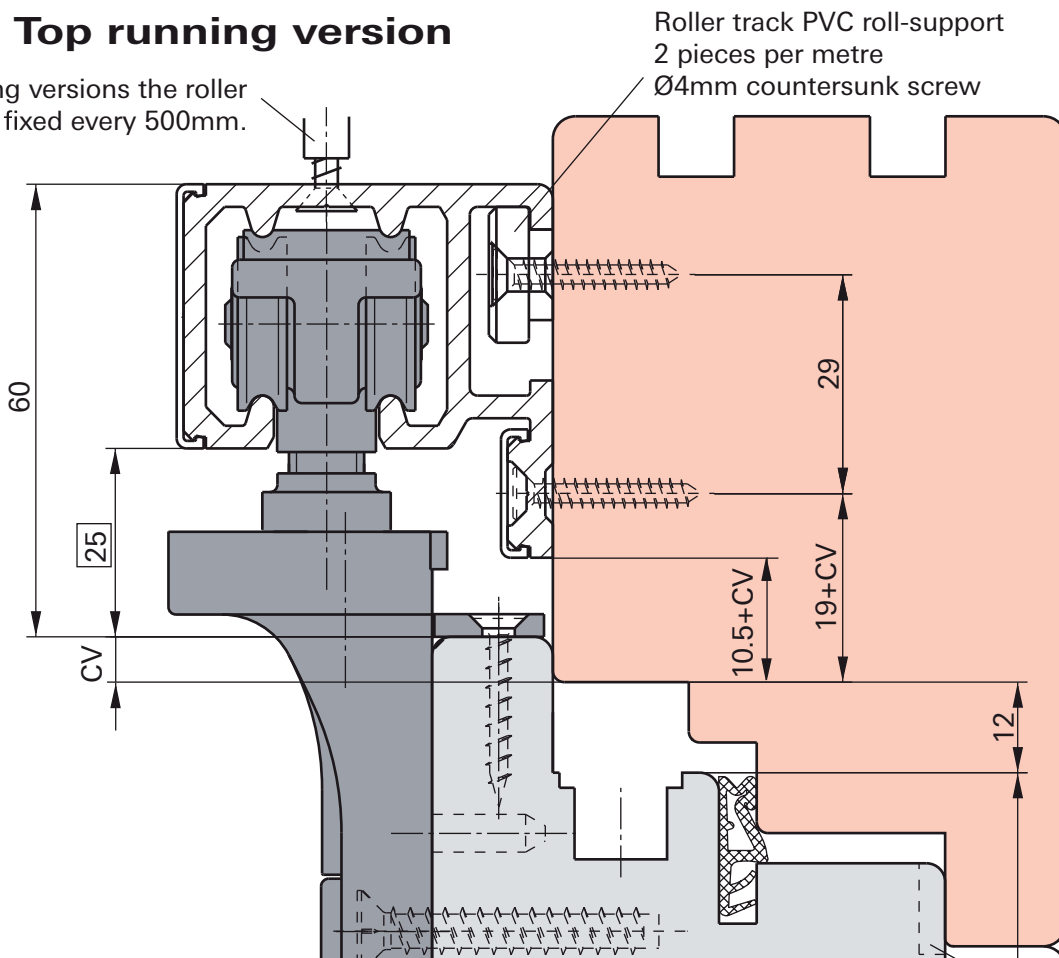 Top running version
Roller track PVC roll-support
2 pieces per metre
Ø4mm countersunk screw
ng versions the roller
fixed every 500mm.
60
25
CV
29
19+CV
10.5+CV
12